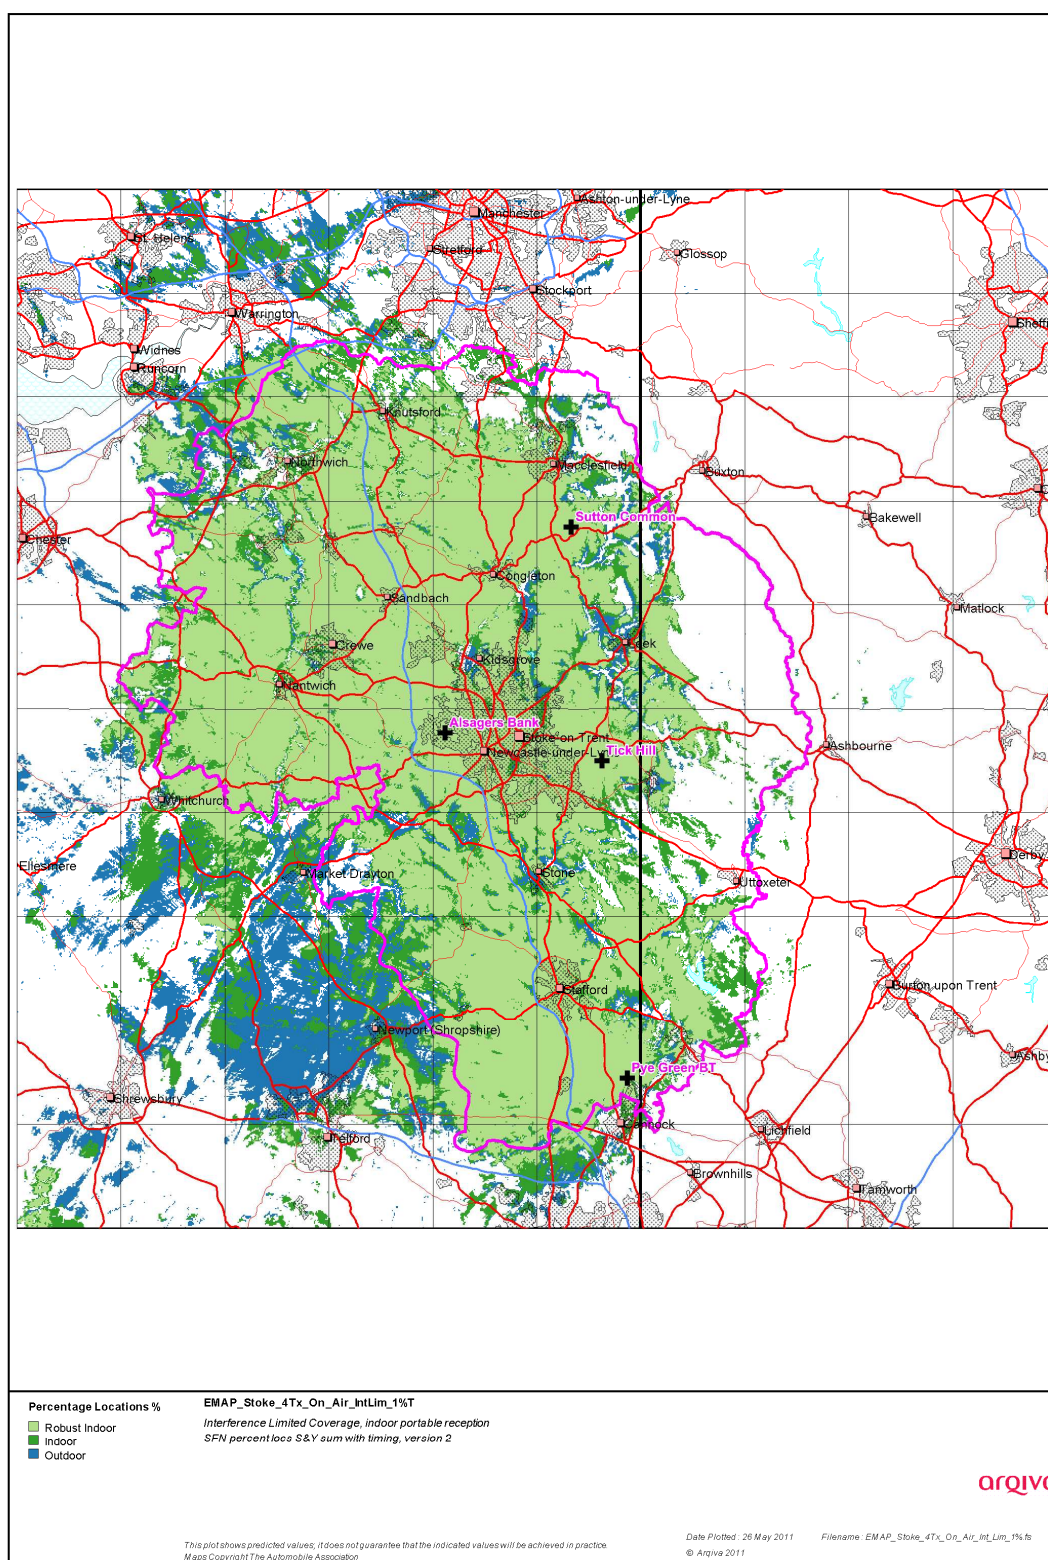 Manchester
Ashton-under-Lyne
St. Helens
Stretford
Glossop
Stockport
Warrington
Widnes
Runcorn
Knutsford
Northwich
Macclesfield
Buxton
Sutton Common
Bakewell
Chester
Congleton
Sandbach
Matlock
Crewe
Leek
Kidsgrove
Nantwich
Alsagers Bank
Stoke-on-Trent
Newcastle-under-Ly
Tick Hill
Ashbourne
Whitchurch
Ellesmere
Market Drayton
Stone
Derby
Uttoxeter
Stafford
Burton upon Trent
Newport (Shropshire)
Ashby
Pye Green BT
Shrewsbury
Cannock
Lichfield
Telford
Brownhills
Tamworth
Percentage Locations %
Robust Indoor
Indoor
Outdoor
EMAP_Stoke_4Tx_On_Air_IntLim_1%T
Interference Limited Coverage, indoor portable reception
SFN percent locs S&Y sum with timing, version 2
arqiva
This plot shows predicted values; it does not guarantee that the indicated values will be achieved in practice
Maps Copyright The Automobile Association
Date Plotted : 26 May 2011
Filename : EMAP_Stoke_4Tx_On_Air_Int_Lim_1%.fs
© Arqiva 2011